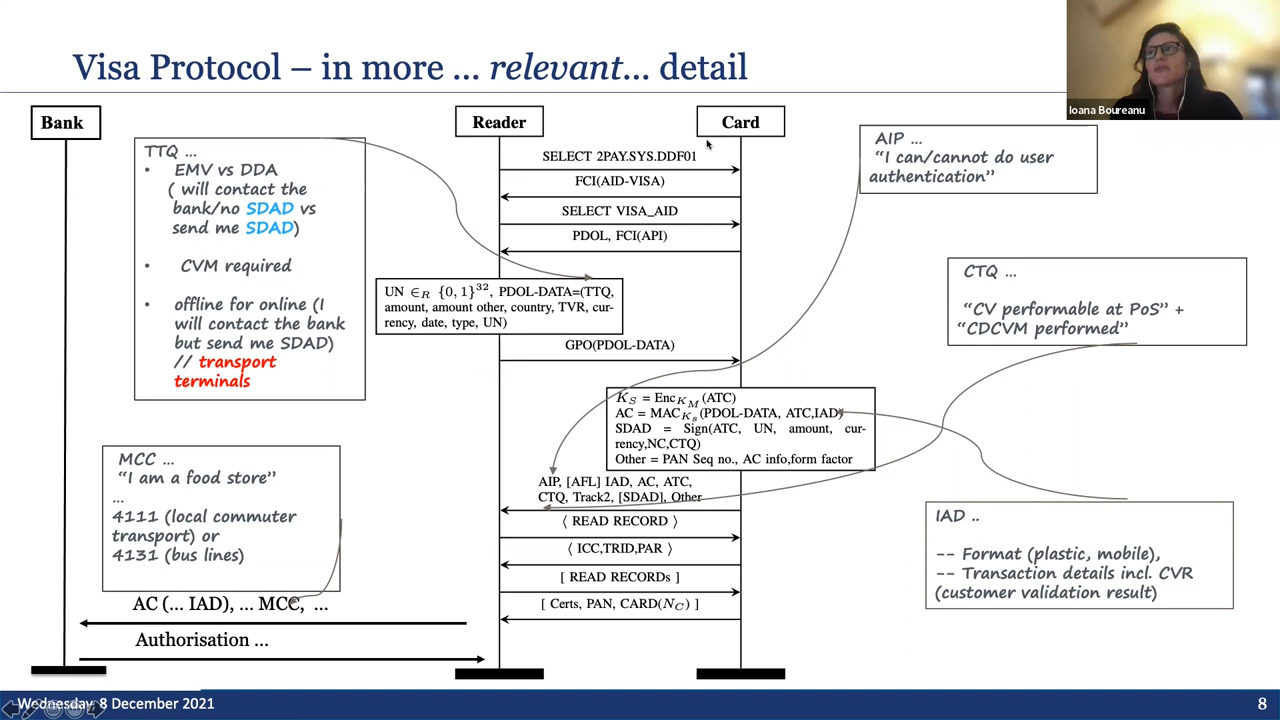 Visa Protocol – in more … relevant… detail
Ioana Boureanu
Bank
Reader
Card
TTQ …
• EMV vs DDA
( will contact the
bank/no SDAD vs
send me SDAD)
• CVM required
• offline for online (I
will contact the bank
but send me SDAD)
// transport
terminals
MCC …
“I am a food store”
…
4111 (local commuter
transport) or
4131 (bus lines)
AC (… IAD), … MCC, …
Authorisation …
SELECT 2PAY.SYS.DDF01
FCI(AID-VISA)
SELECT VISA_AID
PDOL, FCI(API)
UN ∈R {0,1}^32, PDOL-DATA=(TTQ,
amount, amount other, country, TVR, cur-
rency, date, type, UN)
GPO(PDOL-DATA)
KS = EncKM(ATC)
AC = MACKs(PDOL-DATA, ATC,IAD)
SDAD = Sign(ATC, UN, amount, cur-
rency,NC,CTQ)
Other = PAN Seq no., AC info,form factor
AIP, [AFL] IAD, AC, ATC,
CTQ, Track2, [SDAD], Other
⟨ READ RECORD ⟩
⟨ ICC,TRID,PAR ⟩
[ READ RECORDs ]
[ Certs, PAN, CARD(NC) ]
AIP …
“I can/cannot do user
authentication”
CTQ …
“CV performable at PoS” +
“CDCVM performed”
IAD ..
-- Format (plastic, mobile),
-- Transaction details incl. CVR
(customer validation result)
Wednesday, 8 December 2021
8